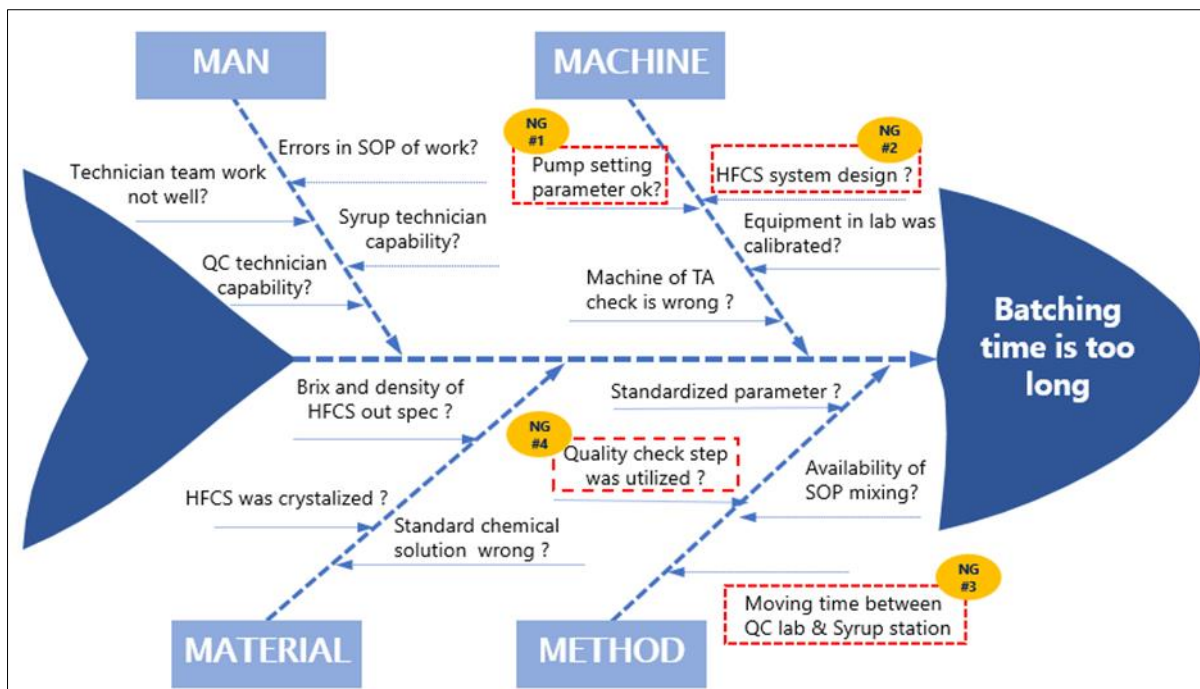 MAN
MACHINE
NG
#1
NG
#2
Errors in SOP of work?
Pump setting
parameter ok?
HFCS system design ?
Technician team work
not well?
Syrup technician
capability?
Equipment in lab was
calibrated?
QC technician
capability?
Machine of TA
check is wrong ?
Batching
time is too
long
Brix and density of
HFCS out spec ?
Standardized parameter ?
NG
#4
Quality check step
was utilized ?
Availability of
SOP mixing?
HFCS was crystalized ?
Standard chemical
solution wrong ?
NG
#3
Moving time between
QC lab & Syrup station
MATERIAL
METHOD